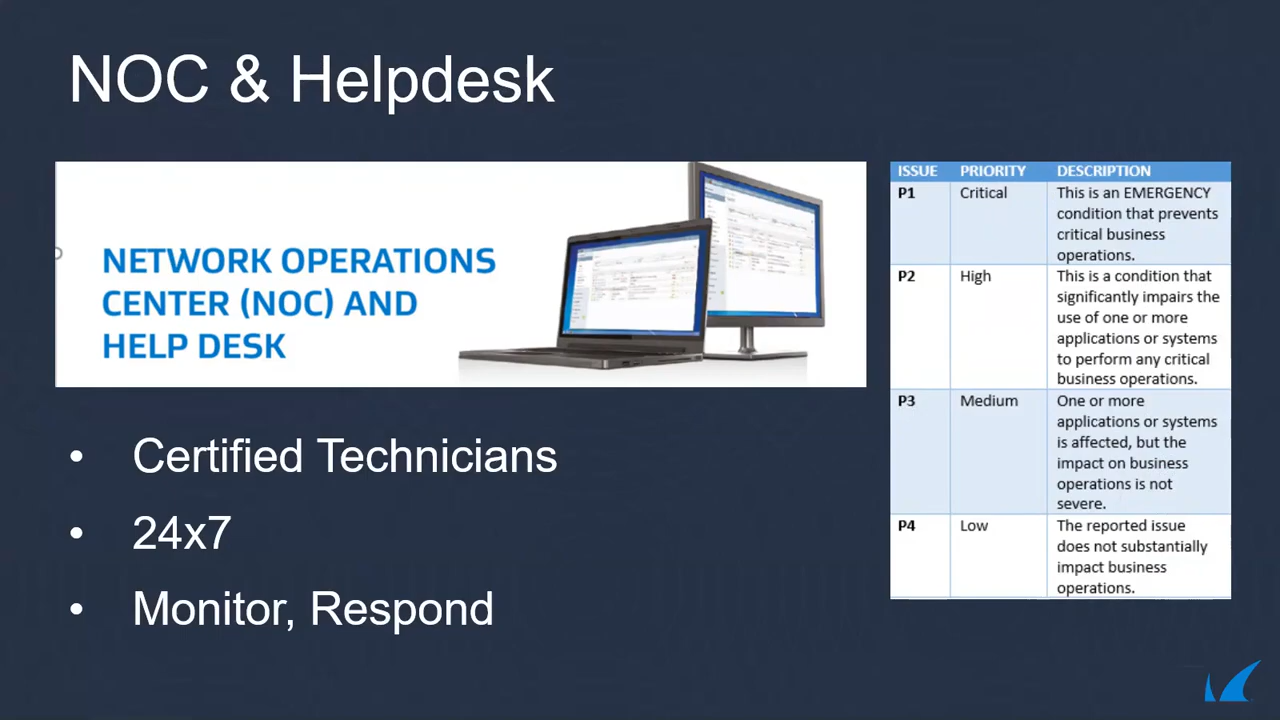 NOC & Helpdesk
NETWORK OPERATIONS
CENTER (NOC) AND
HELP DESK
• Certified Technicians
• 24x7
• Monitor, Respond
ISSUE PRIORITY DESCRIPTION
P1 Critical This is an EMERGENCY
condition that prevents
critical business
operations.
P2 High This is a condition that
significantly impairs the
use of one or more
applications or systems
to perform any critical
business operations.
P3 Medium One or more
applications or systems
is affected, but the
impact on business
operations is not
severe.
P4 Low The reported issue
does not substantially
impact business
operations.